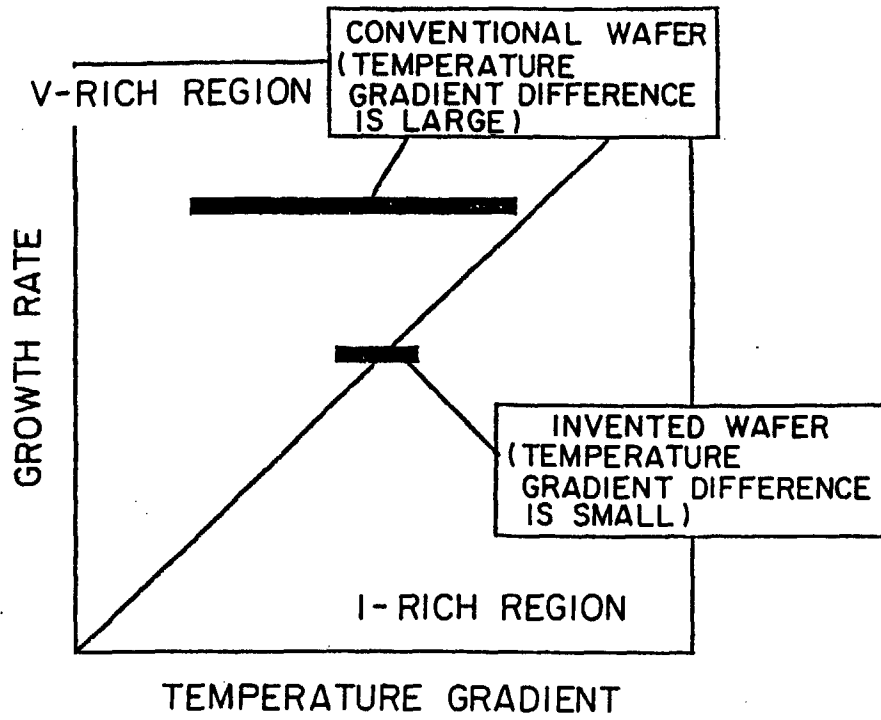 CONVENTIONAL WAFER
(TEMPERATURE
GRADIENT DIFFERENCE
IS LARGE)
V-RICH REGION
GROWTH RATE
INVENTED WAFER
(TEMPERATURE
GRADIENT DIFFERENCE
IS SMALL)
I-RICH REGION
TEMPERATURE GRADIENT